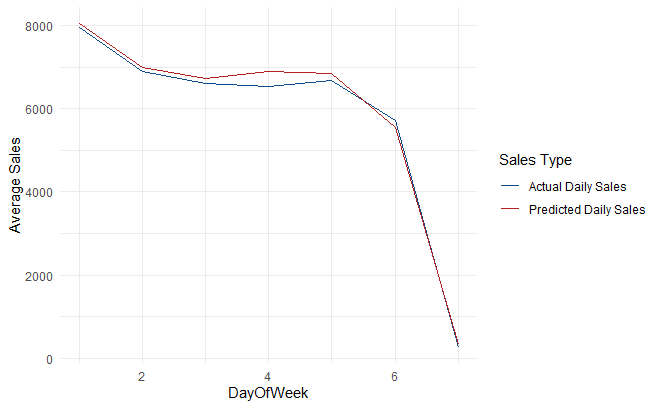 8000
6000
4000
2000
0
Average Sales
2
4
6
DayOfWeek
Sales Type
Actual Daily Sales
Predicted Daily Sales